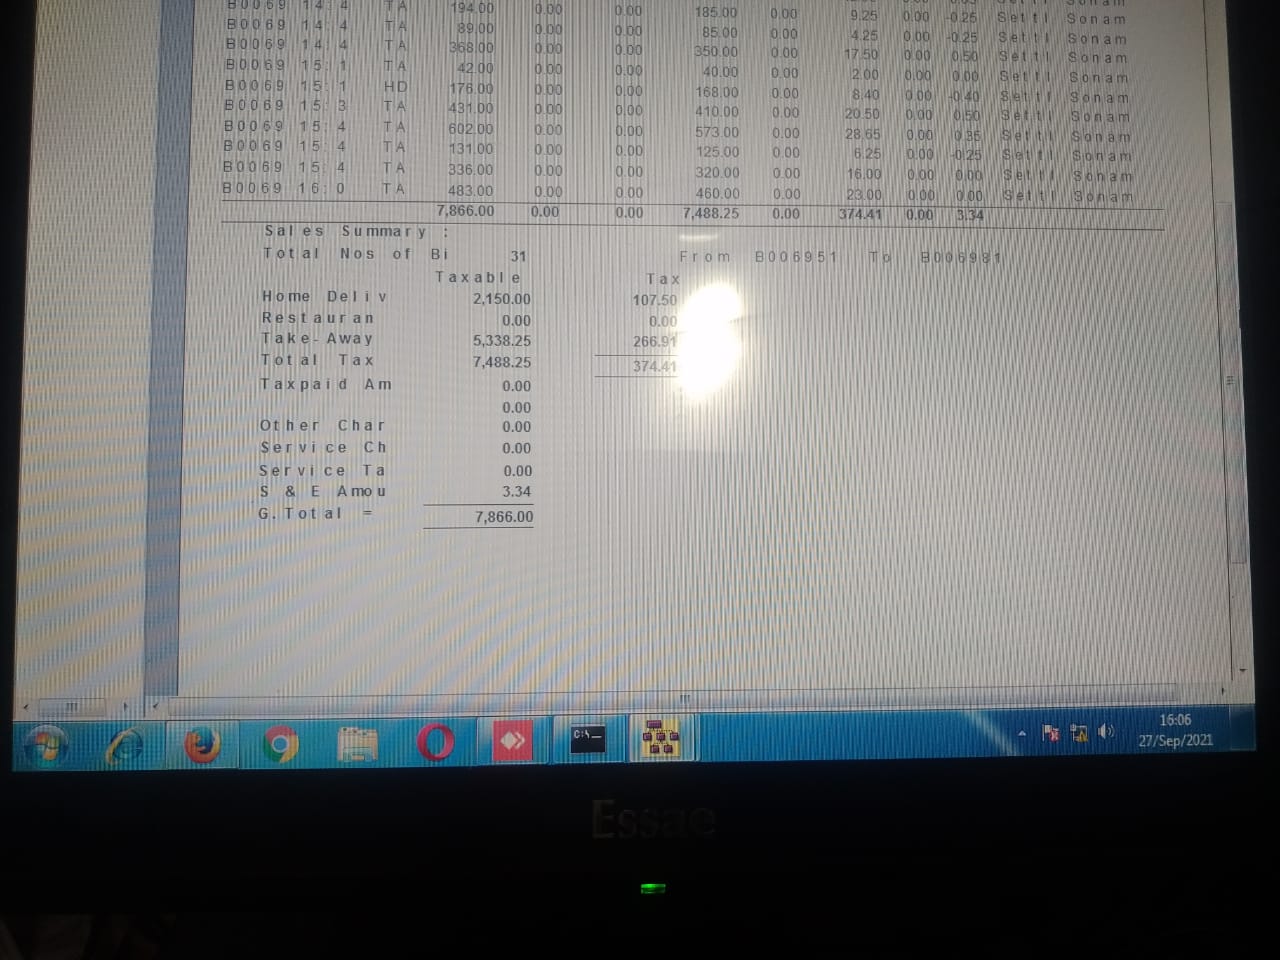 B0069 14:4 TA 194.00 0.00 0.00 185.00 0.00 9.25 0.00 -0.25 Settl Sonam
B0069 14:4 TA 89.00 0.00 0.00 85.00 0.00 4.25 0.00 -0.25 Settl Sonam
B0069 14:4 TA 368.00 0.00 0.00 350.00 0.00 17.50 0.00 0.50 Settl Sonam
B0069 15:1 TA 42.00 0.00 0.00 40.00 0.00 2.00 0.00 0.00 Settl Sonam
B0069 15:1 HD 176.00 0.00 0.00 168.00 0.00 8.40 0.00 -0.40 Settl Sonam
B0069 15:3 TA 431.00 0.00 0.00 410.00 0.00 20.50 0.00 0.50 Settl Sonam
B0069 15:4 TA 602.00 0.00 0.00 573.00 0.00 28.65 0.00 0.35 Settl Sonam
B0069 15:4 TA 131.00 0.00 0.00 125.00 0.00 6.25 0.00 -0.25 Settl Sonam
B0069 15:4 TA 336.00 0.00 0.00 320.00 0.00 16.00 0.00 0.00 Settl Sonam
B0069 16:0 TA 483.00 0.00 0.00 460.00 0.00 23.00 0.00 0.00 Settl Sonam
7,866.00 0.00 0.00 7,488.25 0.00 374.41 0.00 3.34
Sales Summary :
Total Nos of Bi 31 From B006951 To B006981
Taxable Tax
Home Deliv 2,150.00 107.50
Restauran 0.00 0.00
Take-Away 5,338.25 266.91
Total Tax 7,488.25 374.41
Taxpaid Am 0.00
0.00
Other Char 0.00
Service Ch 0.00
Service Ta 0.00
S & E Amou 3.34
G.Total = 7,866.00
C:\_
16:06
27/Sep/2021
Essae